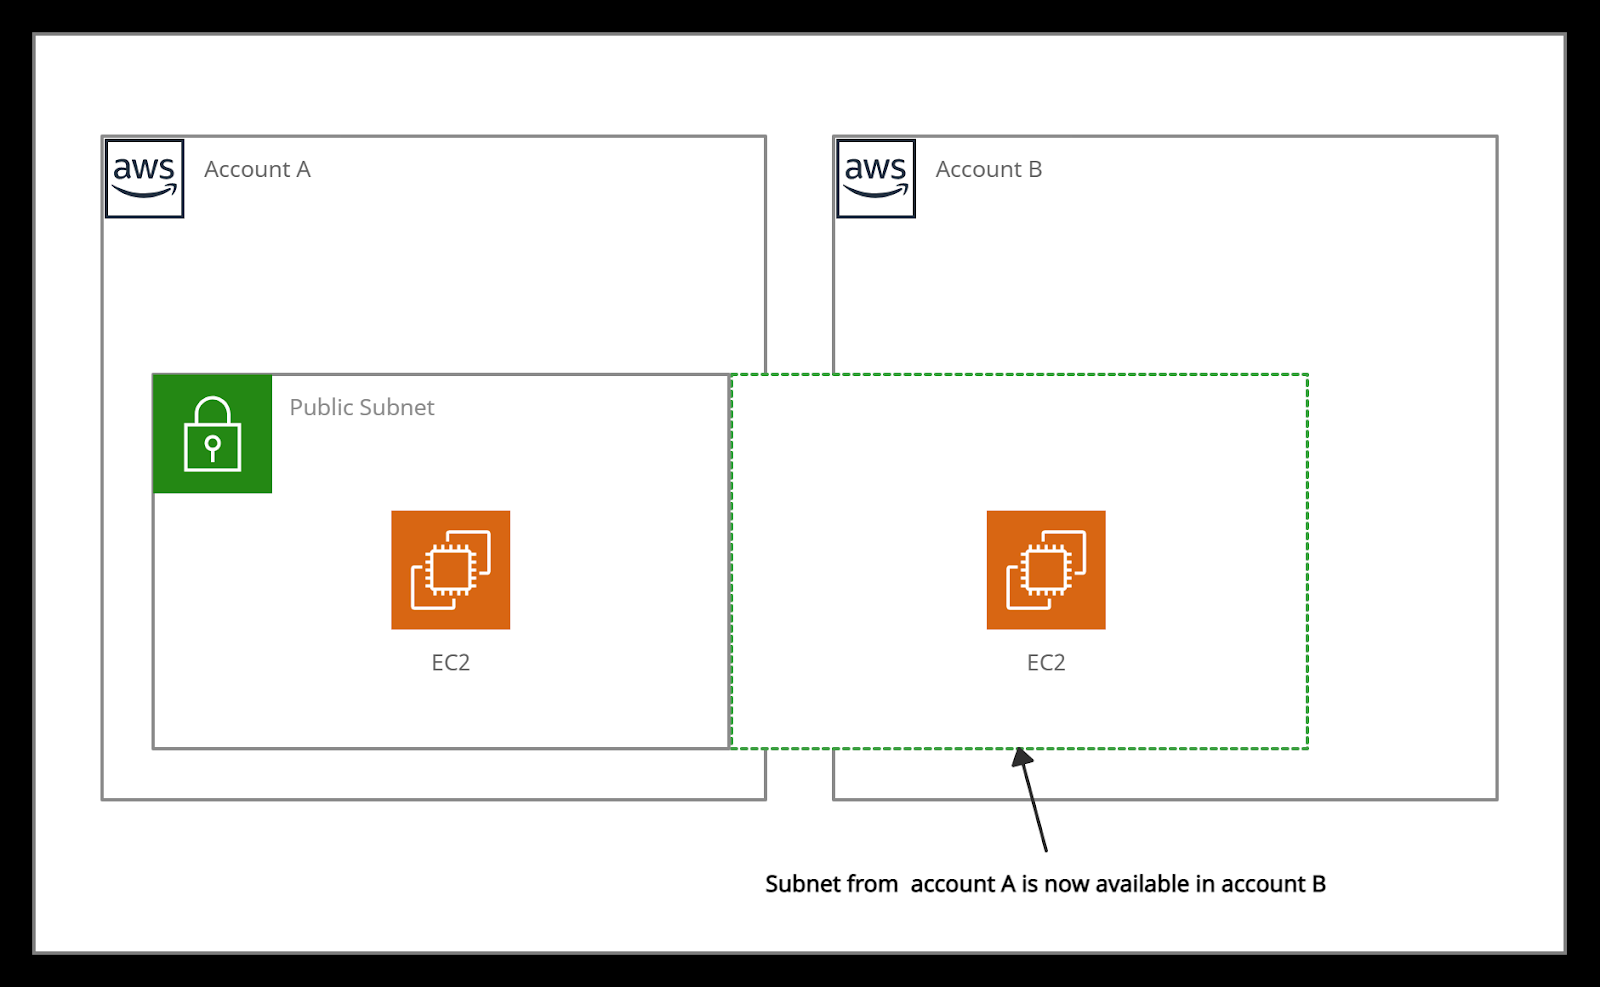 aws
Account A
aws
Account B
Public Subnet
EC2
EC2
Subnet from  account A is now available in account B